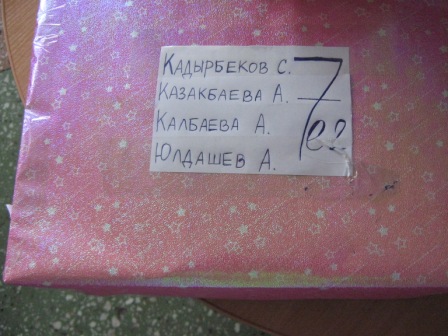 КАДЫРБЕКОВ С.
КАЗАКБАЕВА А.
КАЛБАЕВА А.
ЮЛДАШЕВ А.
7